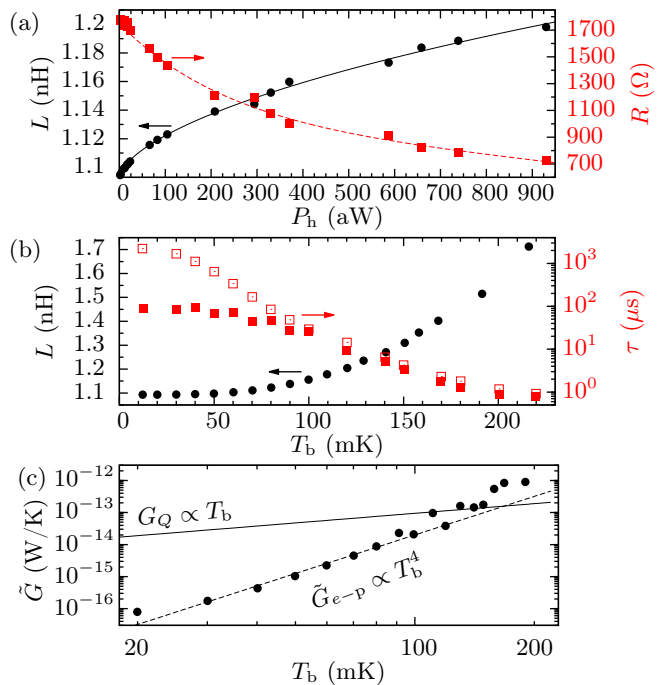 (a)
1.2
1.18
1.16
1.14
1.12
1.1
L (nH)
1700
1500
1300
1100
900
700
R (Ω)
0 100 200 300 400 500 600 700 800 900
P_h (aW)
(b)
1.7
1.6
1.5
1.4
1.3
1.2
1.1
L (nH)
10^3
10^2
10^1
10^0
τ (μs)
0 50 100 150 200
T_b (mK)
(c)
10^-12
10^-13
10^-14
10^-15
10^-16
G̃ (W/K)
G_Q ∝ T_b
G̃_e−p ∝ T_b^4
20 100 200
T_b (mK)